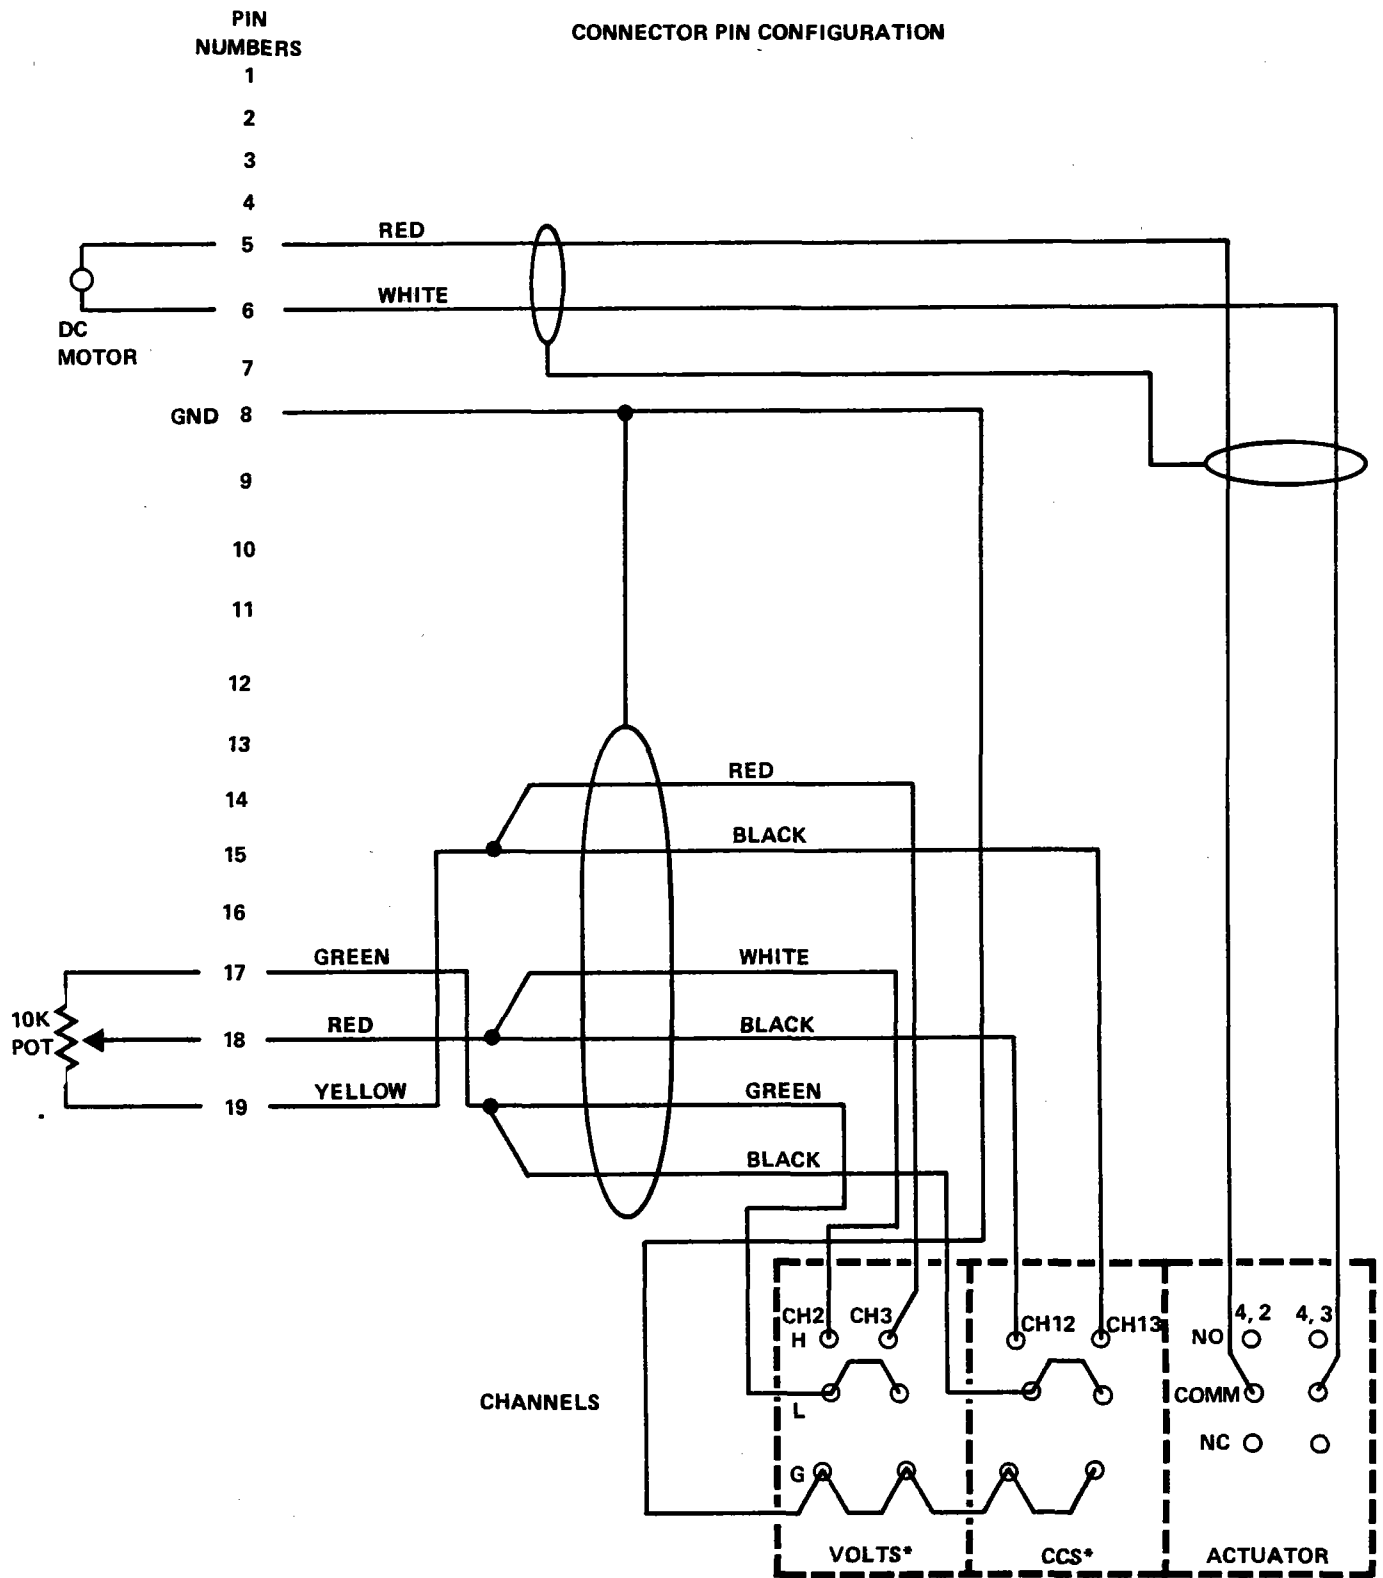 PIN
NUMBERS
CONNECTOR PIN CONFIGURATION
1
2
3
4
RED
5
WHITE
6
DC
MOTOR
7
GND 8
9
10
11
12
13
RED
14
BLACK
15
16
GREEN
17
WHITE
10K
POT
RED
18
BLACK
YELLOW
19
GREEN
BLACK
CH2
CH3
CH12
CH13
4, 2
4, 3
H
NO
CHANNELS
L
COMM
NC
G
VOLTS*
CCS*
ACTUATOR